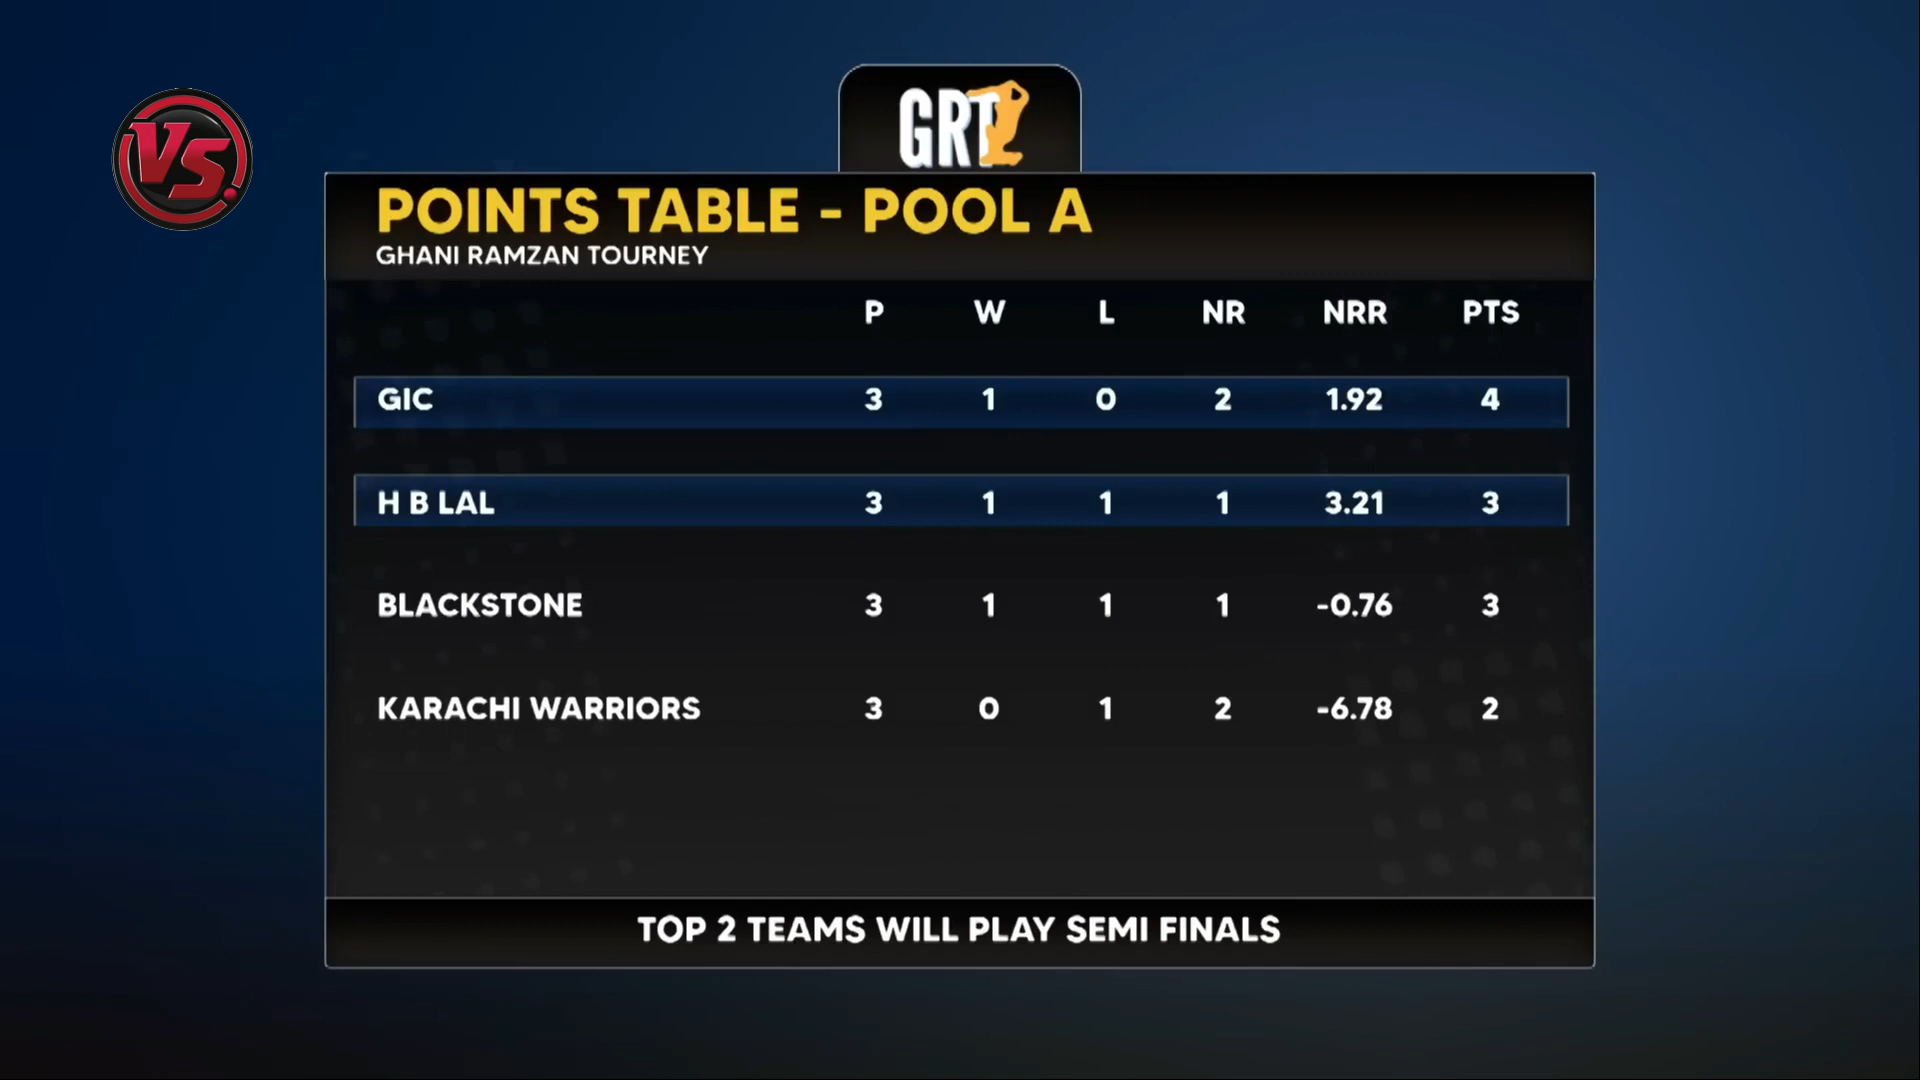 GRT
VS.
POINTS TABLE - POOL A
GHANI RAMZAN TOURNEY
P W L NR NRR PTS
GIC 3 1 0 2 1.92 4
H B LAL 3 1 1 1 3.21 3
BLACKSTONE 3 1 1 1 -0.76 3
KARACHI WARRIORS 3 0 1 2 -6.78 2
TOP 2 TEAMS WILL PLAY SEMI FINALS